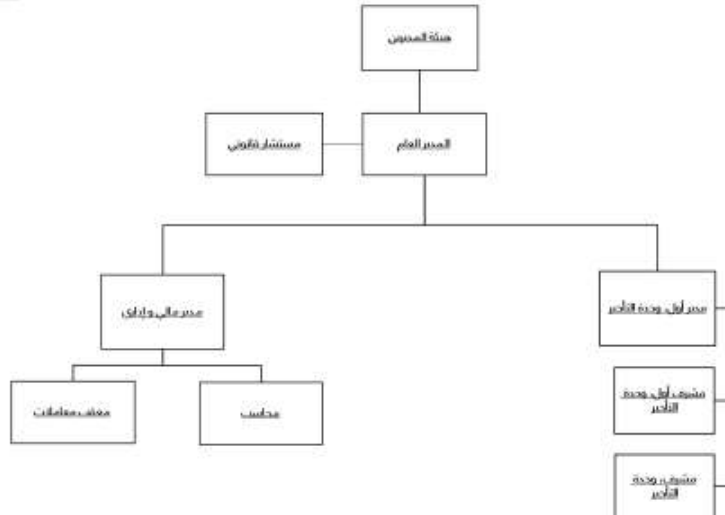 هيئة المديرين
المدير العام
مستشار قانوني
مدير مالي وإداري
مدير أول، وحدة التأجير
معقب معاملات
محاسب
مشرف أول، وحدة
التأجير
مشرف، وحدة
التأجير